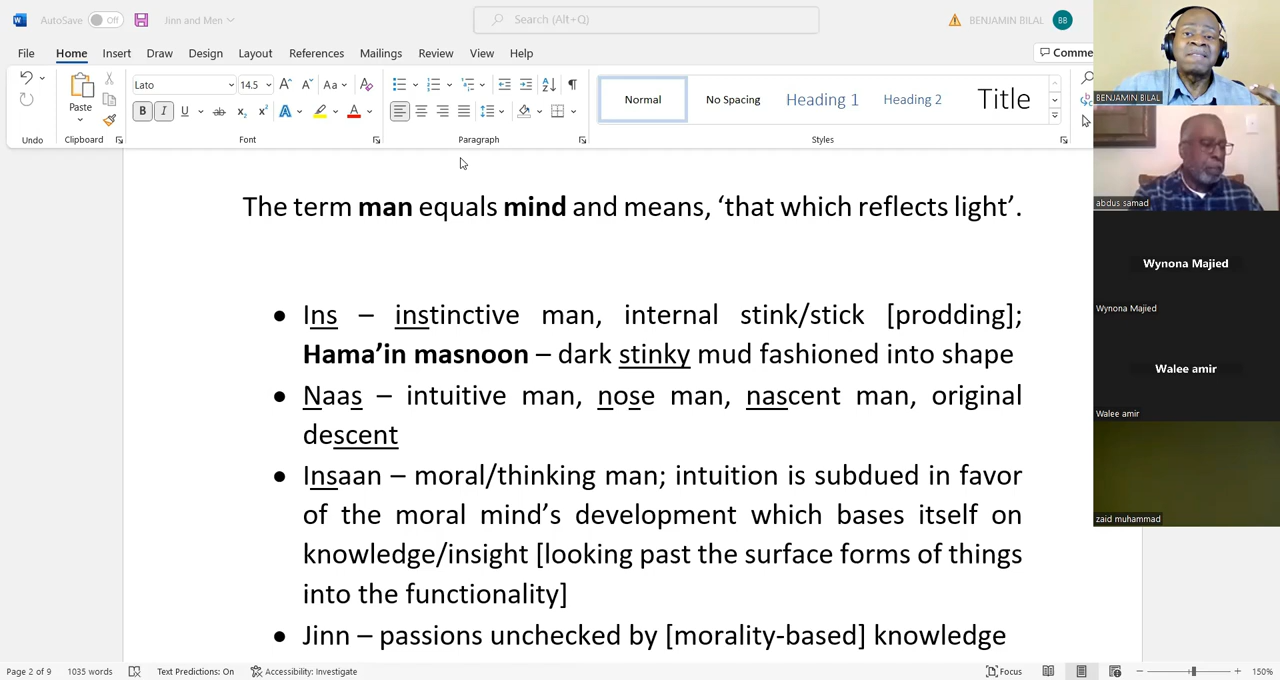 AutoSave Off Jinn and Men Search (Alt+Q) BENJAMIN BILAL BB
File Home Insert Draw Design Layout References Mailings Review View Help Comme
Lato 14.5 Aa
Paste
B I U ab x₂ x² A A
Normal No Spacing Heading 1 Heading 2 Title
Undo Clipboard Font Paragraph Styles
BENJAMIN BILAL
abdus samad
Wynona Majied
Wynona Majied
Walee amir
Walee amir
zaid muhammad
The term man equals mind and means, ‘that which reflects light’.
● Ins – instinctive man, internal stink/stick [prodding];
Hama’in masnoon – dark stinky mud fashioned into shape
● Naas – intuitive man, nose man, nascent man, original
descent
● Insaan – moral/thinking man; intuition is subdued in favor
of the moral mind’s development which bases itself on
knowledge/insight [looking past the surface forms of things
into the functionality]
● Jinn – passions unchecked by [morality-based] knowledge
Page 2 of 9 1035 words Text Predictions: On Accessibility: Investigate Focus 150%